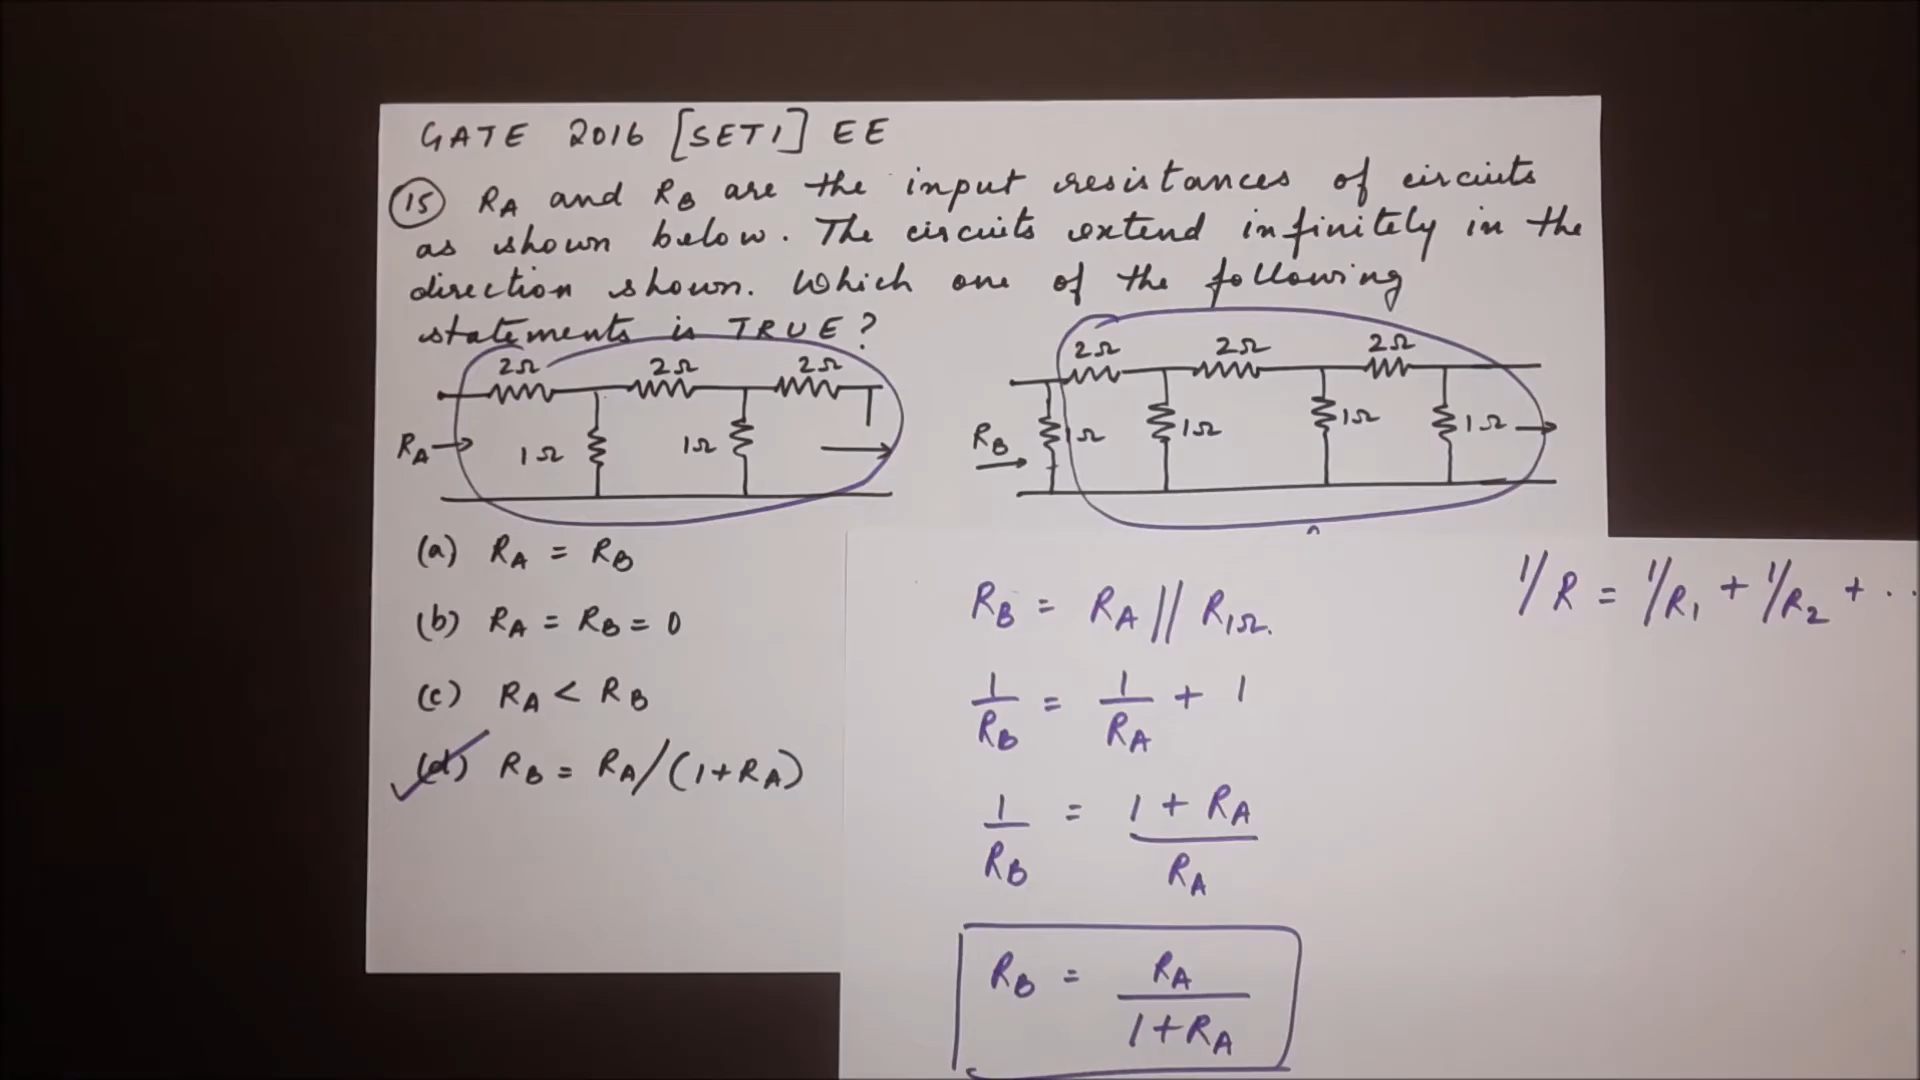 GATE 2016 [SET1] EE
15 RA and RB are the input resistances of circuits
as shown below. The circuits extend infinitely in the
direction shown. Which one of the following
statements is TRUE?
2Ω 2Ω 2Ω
RA 1Ω 1Ω
2Ω 2Ω 2Ω
RB 1Ω 1Ω 1Ω 1Ω
(a) RA = RB
(b) RA = RB = 0
(c) RA < RB
(d) RB = RA/(1+RA)
RB = RA // R1Ω.
1/RB = 1/RA + 1
1/RB = (1 + RA)/RA
RB = RA/(1+RA)
1/R = 1/R1 + 1/R2 + ..